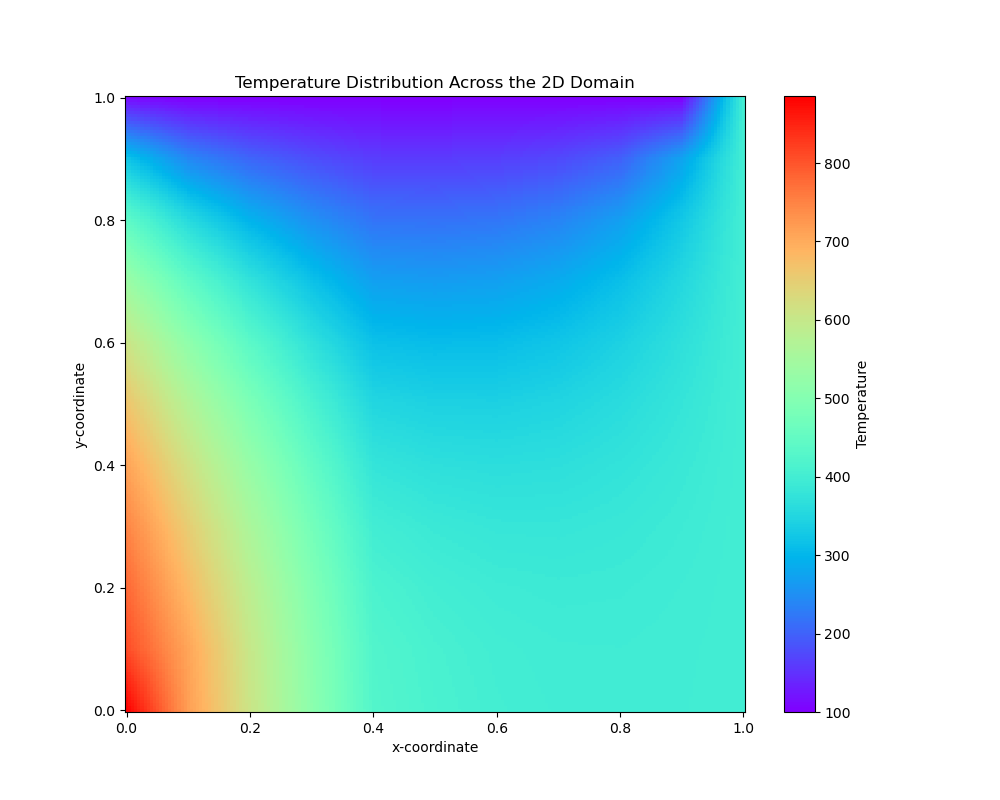 Temperature Distribution Across the 2D Domain
1.0
0.8
0.6
0.4
0.2
0.0
y-coordinate
0.0 0.2 0.4 0.6 0.8 1.0
x-coordinate
800
700
600
500
400
300
200
100
Temperature